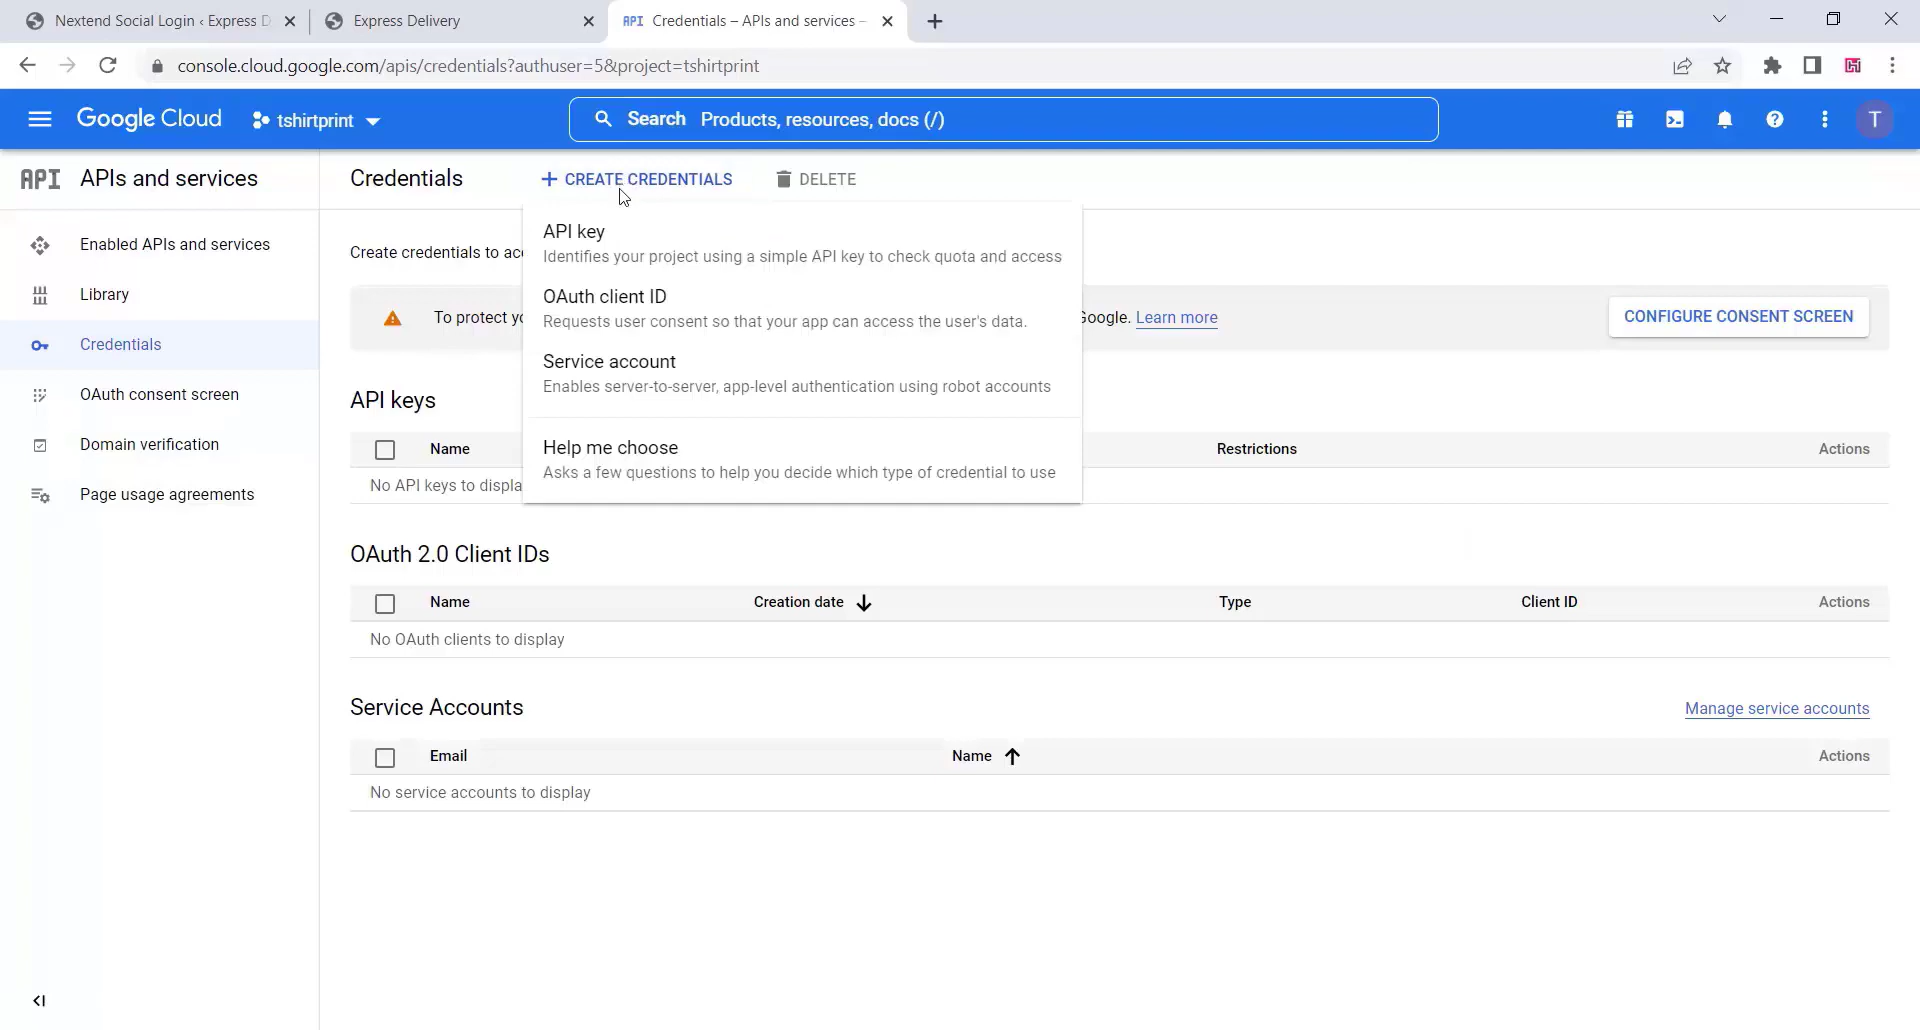 Nextend Social Login ‹ Express D
Express Delivery
API Credentials – APIs and services –
console.cloud.google.com/apis/credentials?authuser=5&project=tshirtprint
Google Cloud
tshirtprint
Search Products, resources, docs (/)
T
API APIs and services
Credentials
CREATE CREDENTIALS
DELETE
Enabled APIs and services
Library
Credentials
OAuth consent screen
Domain verification
Page usage agreements
Create credentials to acc
API key
Identifies your project using a simple API key to check quota and access
OAuth client ID
Requests user consent so that your app can access the user's data.
Service account
Enables server-to-server, app-level authentication using robot accounts
Help me choose
Asks a few questions to help you decide which type of credential to use
To protect yo
Google. Learn more
CONFIGURE CONSENT SCREEN
API keys
Name Restrictions Actions
No API keys to displa
OAuth 2.0 Client IDs
Name Creation date Type Client ID Actions
No OAuth clients to display
Service Accounts
Manage service accounts
Email Name Actions
No service accounts to display